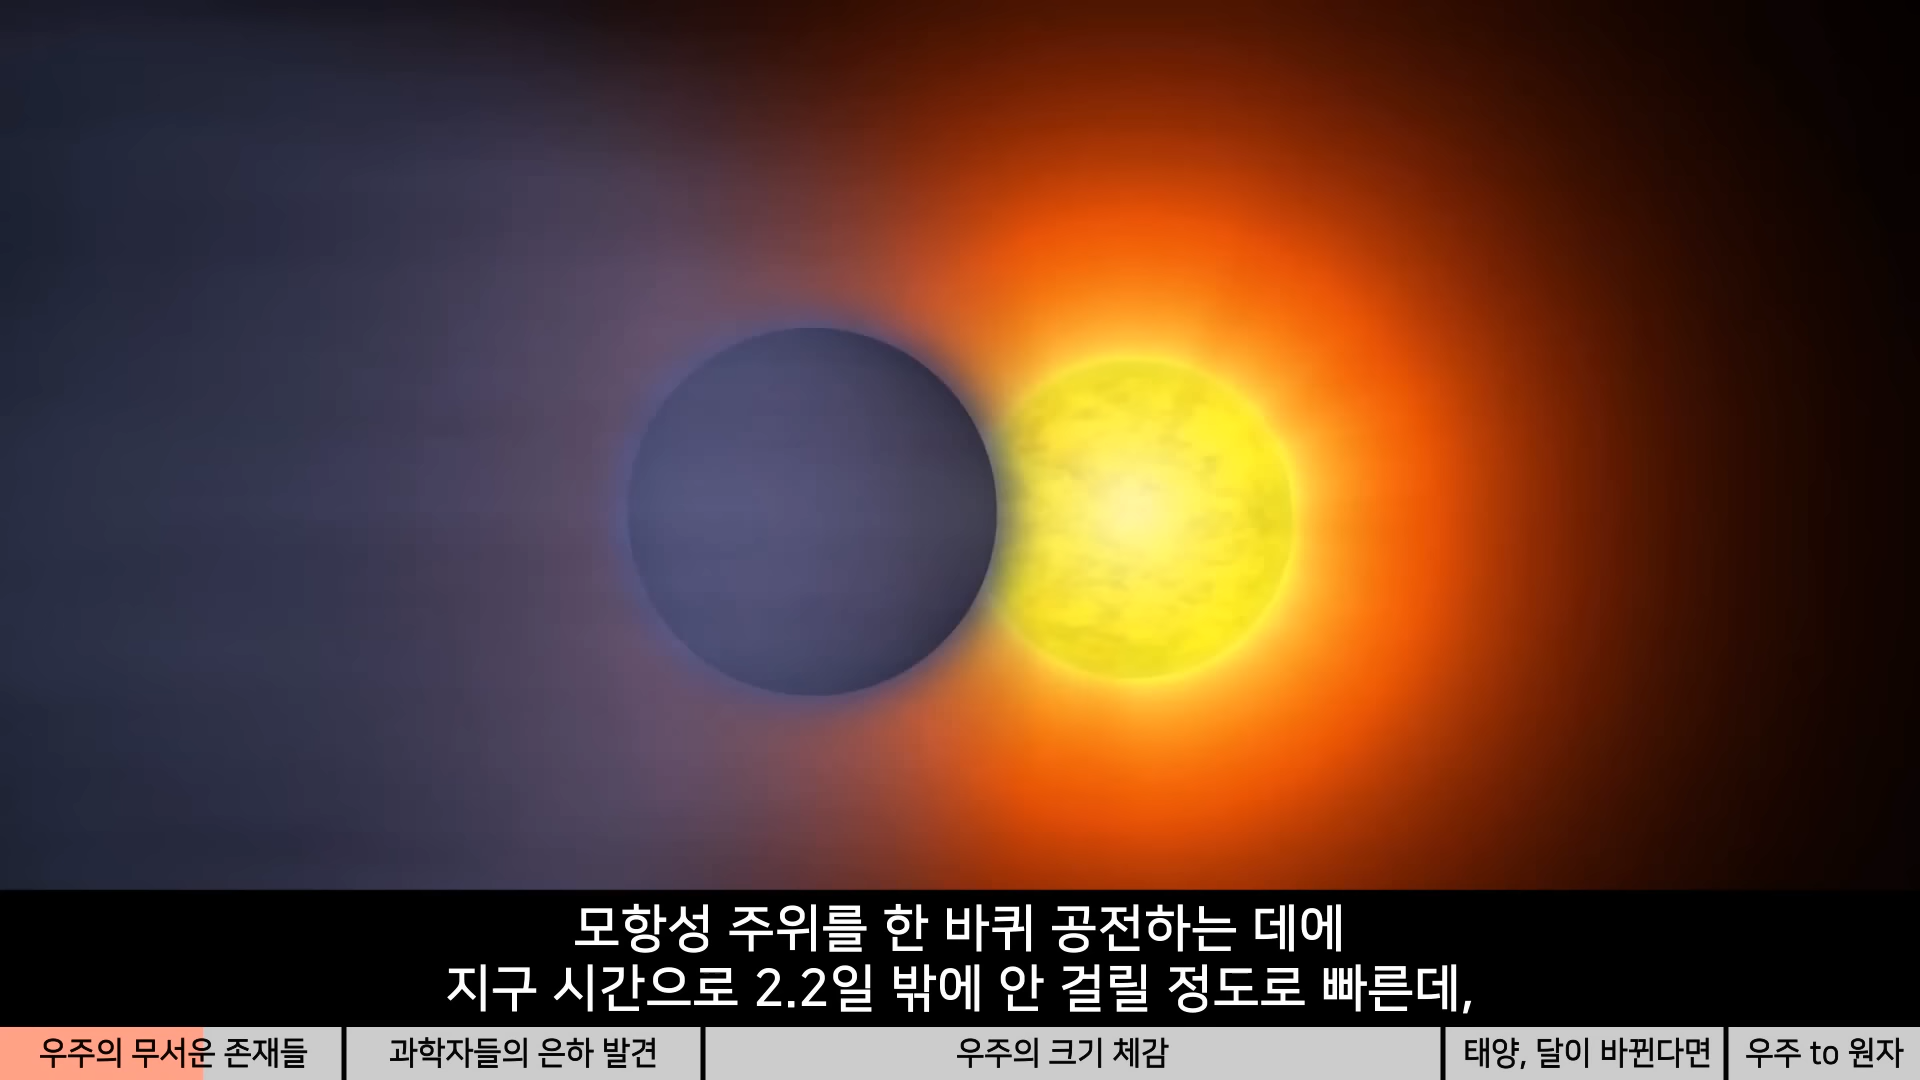 모항성 주위를 한 바퀴 공전하는 데에
지구 시간으로 2.2일 밖에 안 걸릴 정도로 빠른데,
우주의 무서운 존재들
과학자들의 은하 발견
우주의 크기 체감
태양, 달이 바뀐다면
우주 to 원자